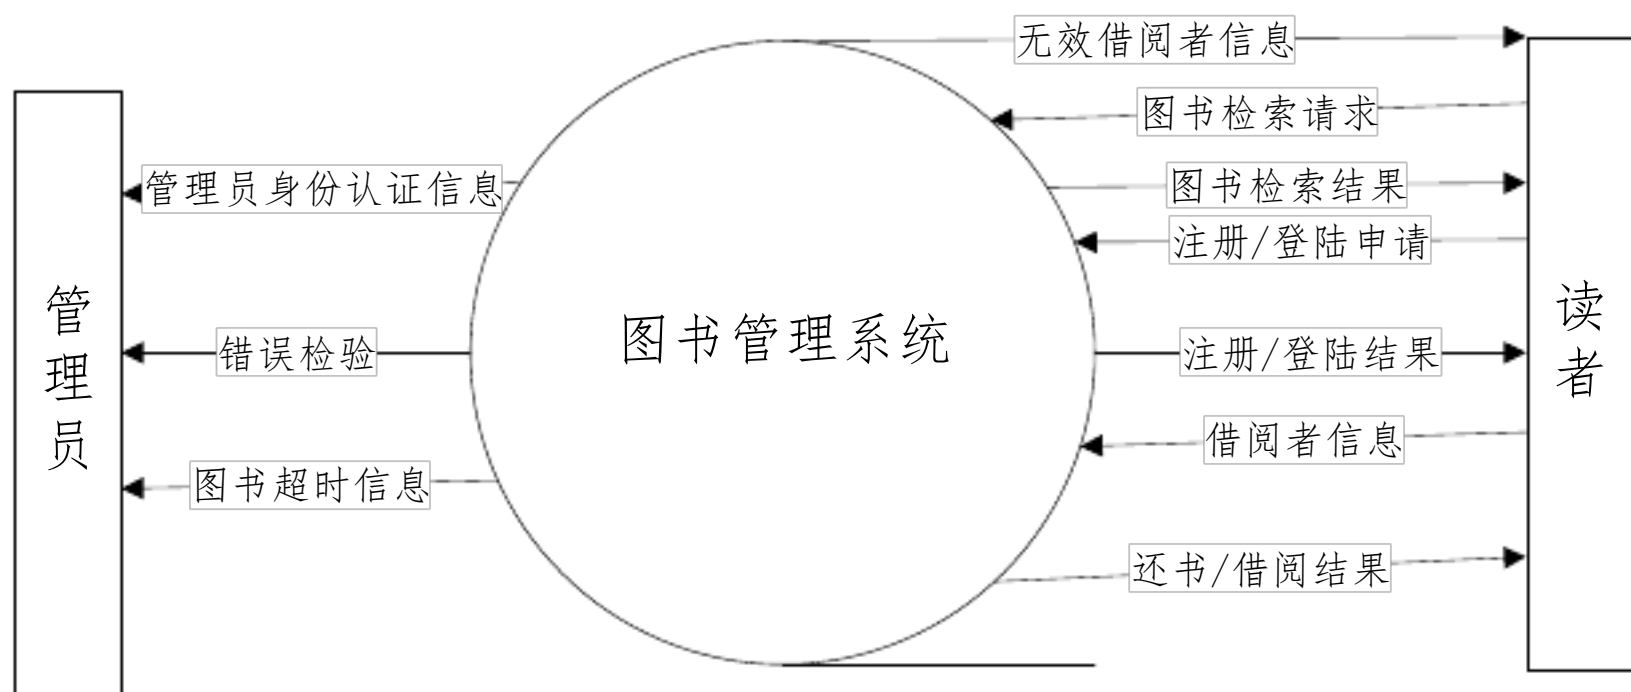 无效借阅者信息
图书检索请求
管理员身份认证信息
图书检索结果
注册/登陆申请
管理员
图书管理系统
读者
错误检验
注册/登陆结果
借阅者信息
图书超时信息
还书/借阅结果